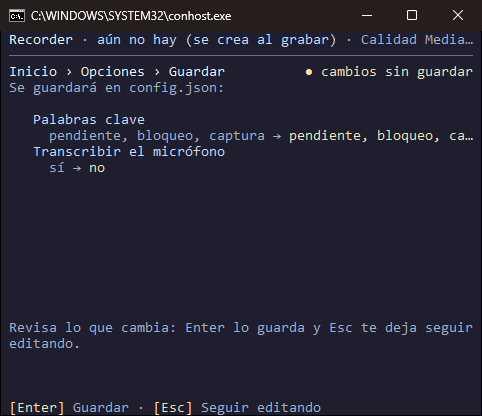 C:\WINDOWS\SYSTEM32\conhost.exe
Recorder · aún no hay (se crea al grabar) · Calidad Media…
Inicio › Opciones › Guardar ● cambios sin guardar
Se guardará en config.json:
Palabras clave
pendiente, bloqueo, captura → pendiente, bloqueo, ca…
Transcribir el micrófono
sí → no
Revisa lo que cambia: Enter lo guarda y Esc te deja seguir
editando.
[Enter] Guardar · [Esc] Seguir editando